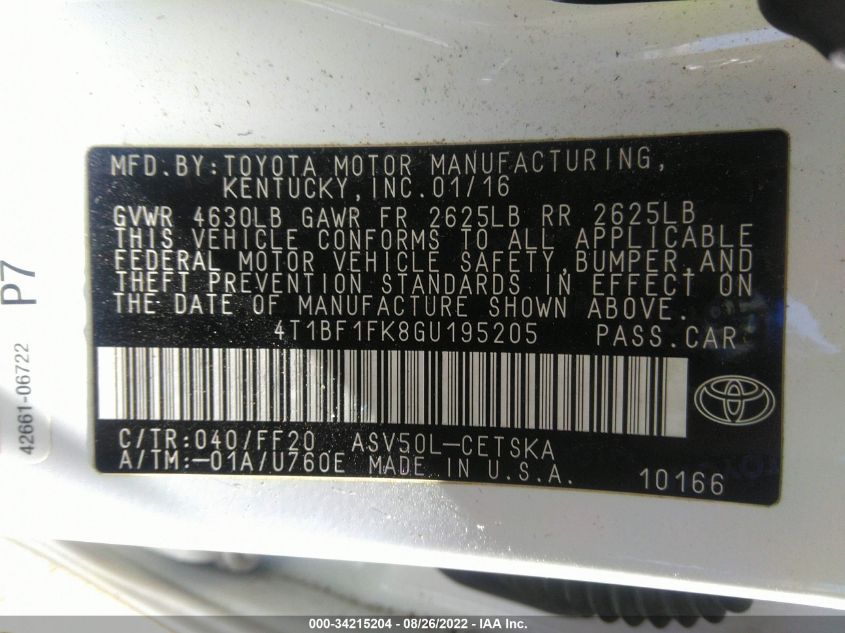 MFD.BY:TOYOTA MOTOR MANUFACTURING,
KENTUCKY,INC.01/16
GVWR 4630LB GAWR FR 2625LB RR 2625LB
THIS VEHICLE CONFORMS TO ALL APPLICABLE
FEDERAL MOTOR VEHICLE SAFETY,BUMPER,AND
THEFT PREVENTION STANDARDS IN EFFECT ON
THE DATE OF MANUFACTURE SHOWN ABOVE.
4T1BF1FK8GU195205 PASS.CAR
C/TR:040/FF20 ASV50L-CETSKA
A/TM:-01A/U760E MADE IN U.S.A.
10166
P7
42661-06722
000-34215204 - 08/26/2022 - IAA Inc.